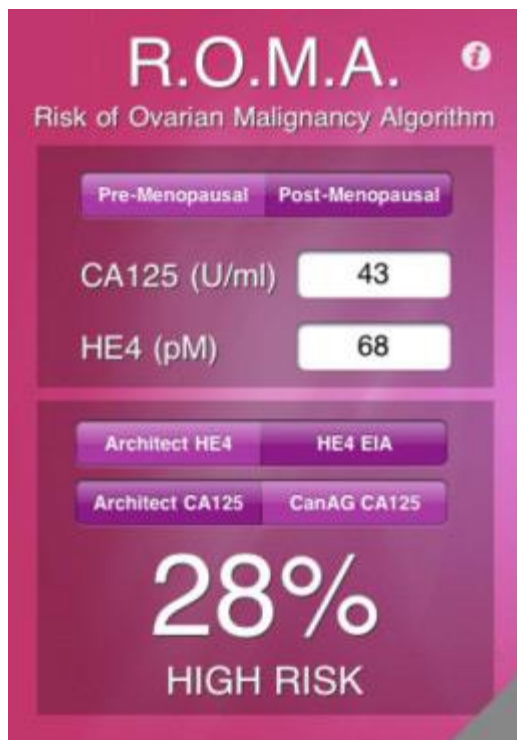 R.O.M.A. i
Risk of Ovarian Malignancy Algorithm
Pre-Menopausal Post-Menopausal
CA125 (U/ml) 43
HE4 (pM) 68
Architect HE4 HE4 EIA
Architect CA125 CanAG CA125
28%
HIGH RISK